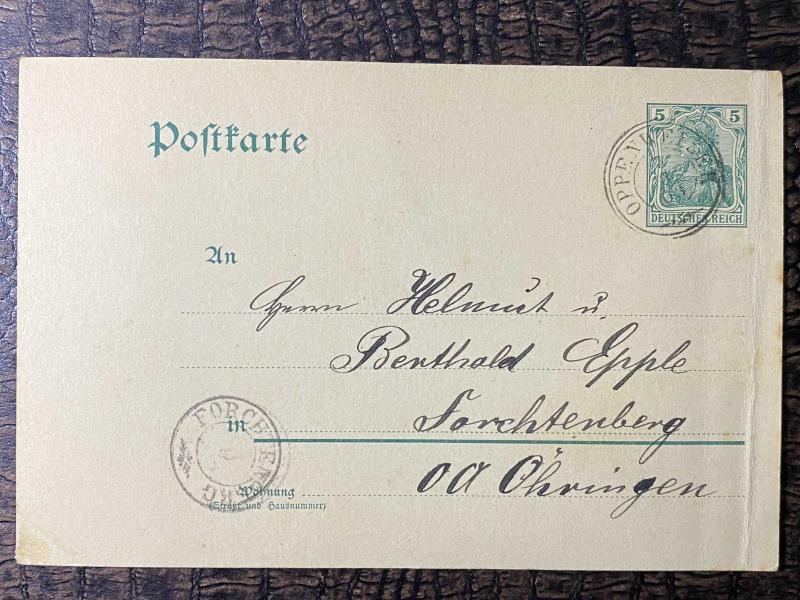 Postkarte
5 5
DEUTSCHES REICH
OPPENWEILER
An
Herrn Helmut u.
Berthold Epple
in Forchtenberg
OA Öhringen
FORCHTENBERG
Wohnung
(Straße und Hausnummer)